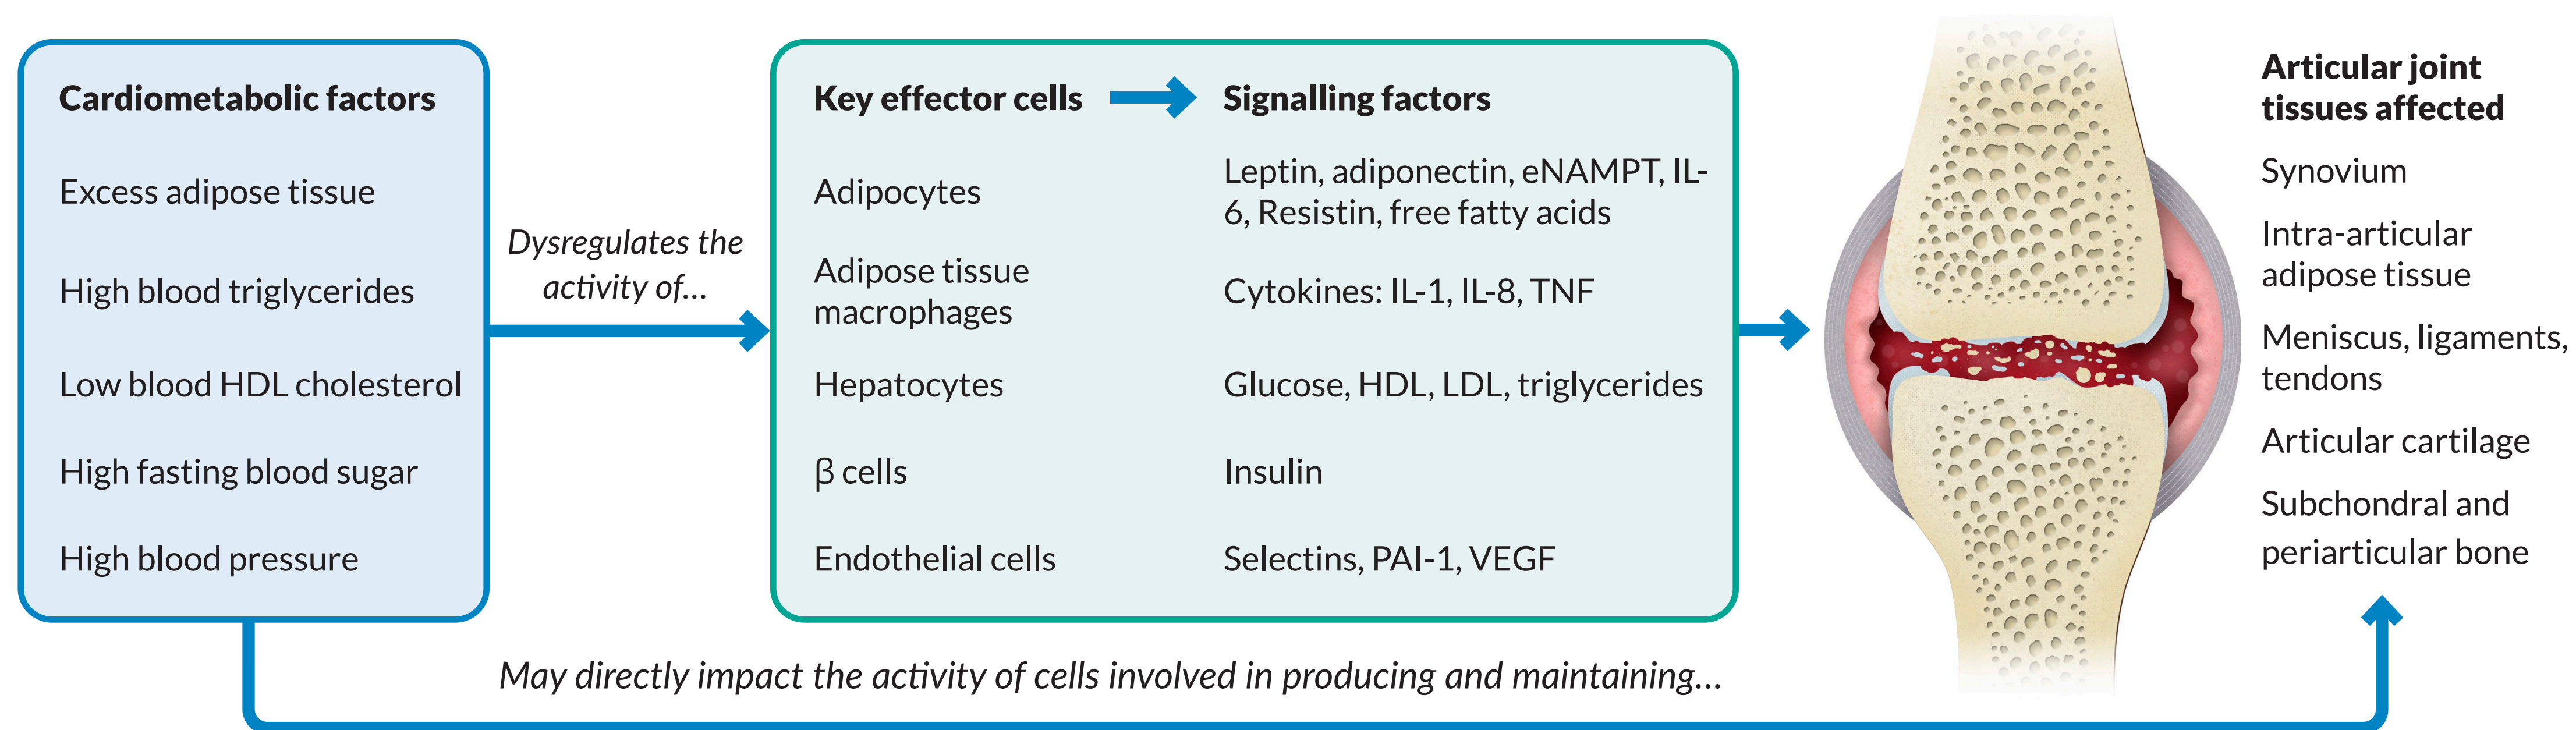 Cardiometabolic factors
Excess adipose tissue
High blood triglycerides
Low blood HDL cholesterol
High fasting blood sugar
High blood pressure
Dysregulates the
activity of...
Key effector cells
Signalling factors
Adipocytes
Leptin, adiponectin, eNAMPT, IL-
6, Resistin, free fatty acids
Adipose tissue
macrophages
Cytokines: IL-1, IL-8, TNF
Hepatocytes
Glucose, HDL, LDL, triglycerides
β cells
Insulin
Endothelial cells
Selectins, PAI-1, VEGF
Articular joint
tissues affected
Synovium
Intra-articular
adipose tissue
Meniscus, ligaments,
tendons
Articular cartilage
Subchondral and
periarticular bone
May directly impact the activity of cells involved in producing and maintaining...